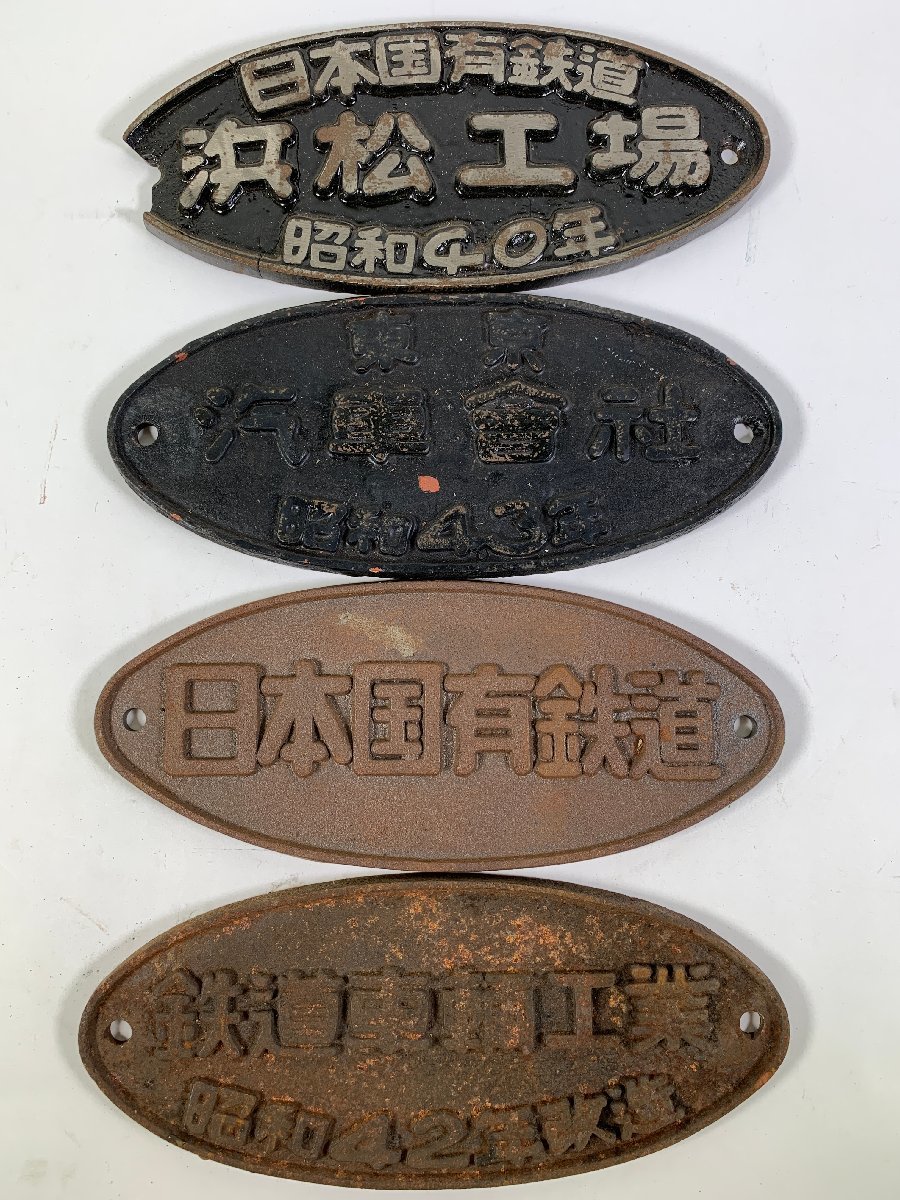 日本国有鉄道
浜松工場
昭和40年
東京
汽車會社
昭和43年
日本国有鉄道
鉄道車輌工業
昭和42年改造